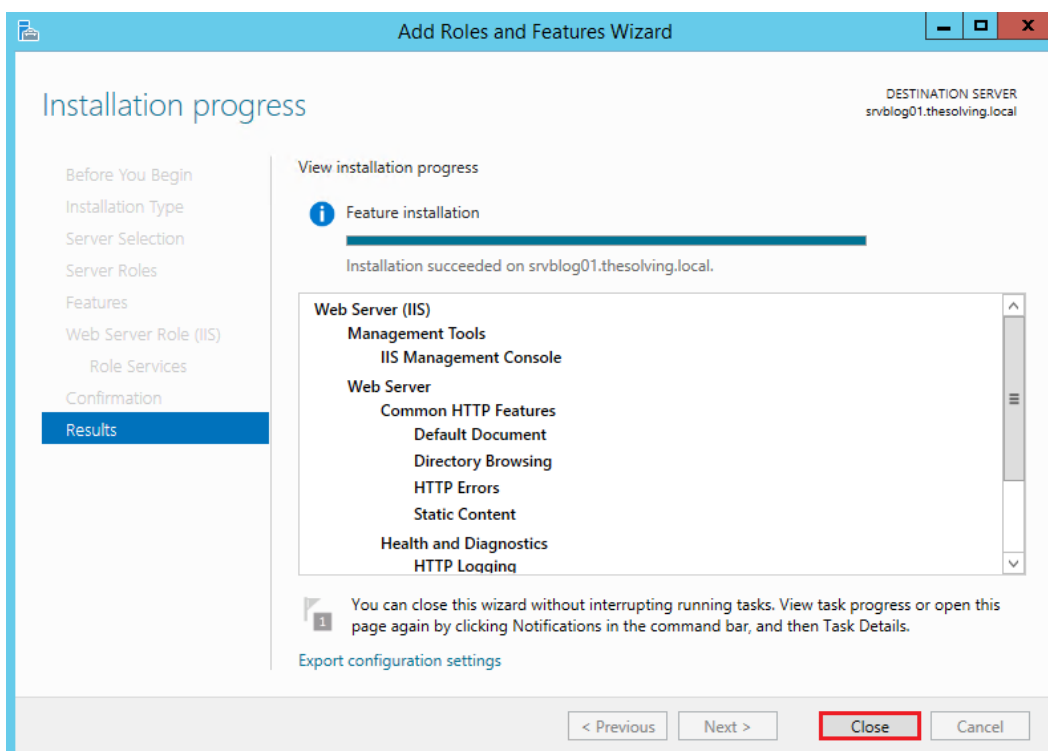 Add Roles and Features Wizard
Installation progress
DESTINATION SERVER
srvblog01.thesolving.local
Before You Begin
Installation Type
Server Selection
Server Roles
Features
Web Server Role (IIS)
Role Services
Confirmation
Results
View installation progress
Feature installation
Installation succeeded on srvblog01.thesolving.local.
Web Server (IIS)
Management Tools
IIS Management Console
Web Server
Common HTTP Features
Default Document
Directory Browsing
HTTP Errors
Static Content
Health and Diagnostics
HTTP Logging
1
You can close this wizard without interrupting running tasks. View task progress or open this
page again by clicking Notifications in the command bar, and then Task Details.
Export configuration settings
< Previous
Next >
Close
Cancel